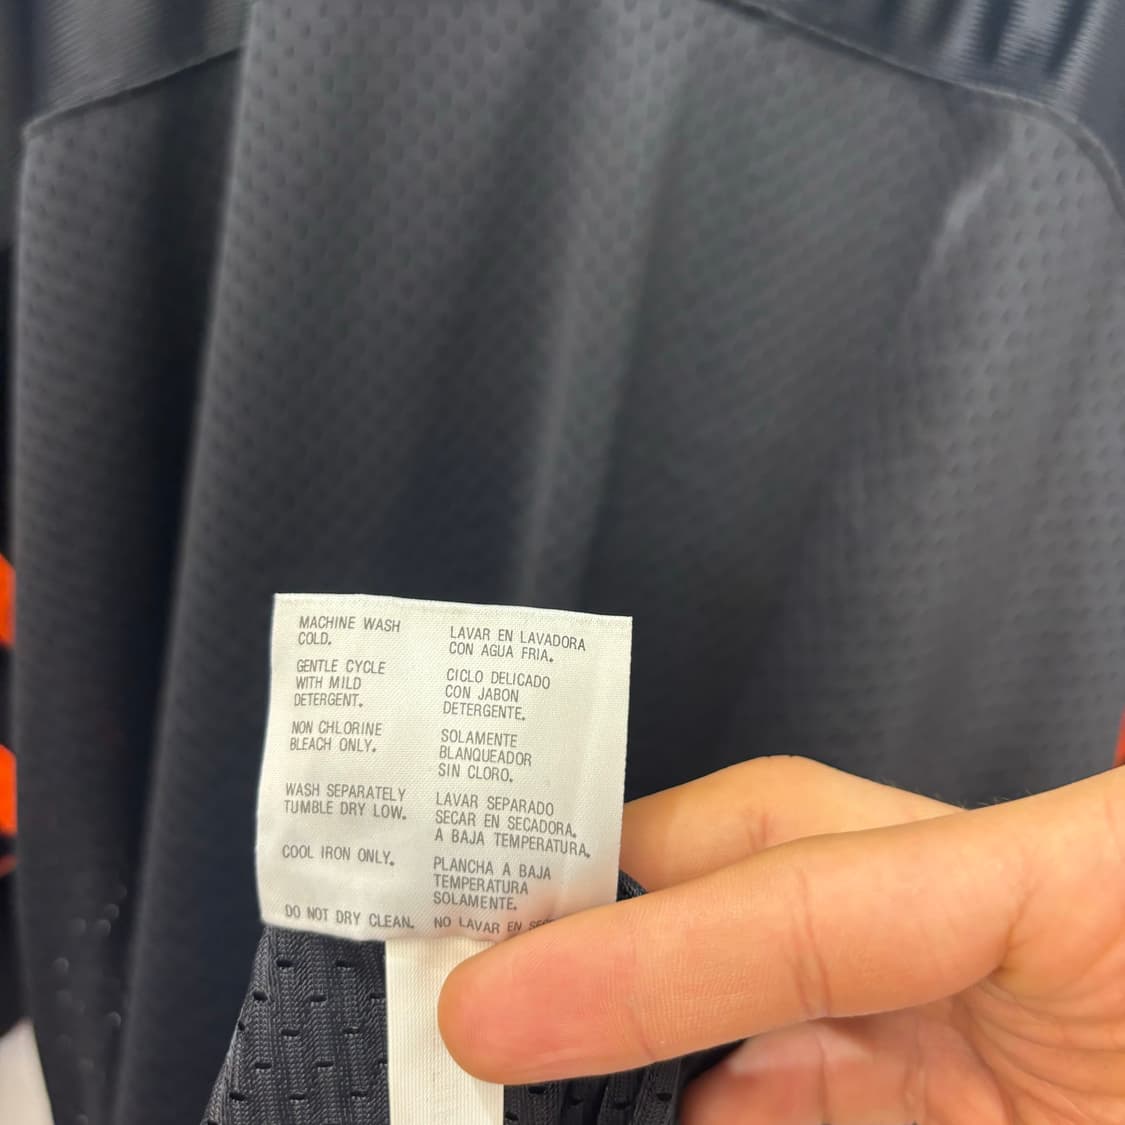 MACHINE WASH
COLD.
GENTLE CYCLE
WITH MILD
DETERGENT.
NON CHLORINE
BLEACH ONLY.
WASH SEPARATELY
TUMBLE DRY LOW.
COOL IRON ONLY.
DO NOT DRY CLEAN.
LAVAR EN LAVADORA
CON AGUA FRIA.
CICLO DELICADO
CON JABON
DETERGENTE.
SOLAMENTE
BLANQUEADOR
SIN CLORO.
LAVAR SEPARADO
SECAR EN SECADORA.
A BAJA TEMPERATURA.
PLANCHA A BAJA
TEMPERATURA
SOLAMENTE.
NO LAVAR EN